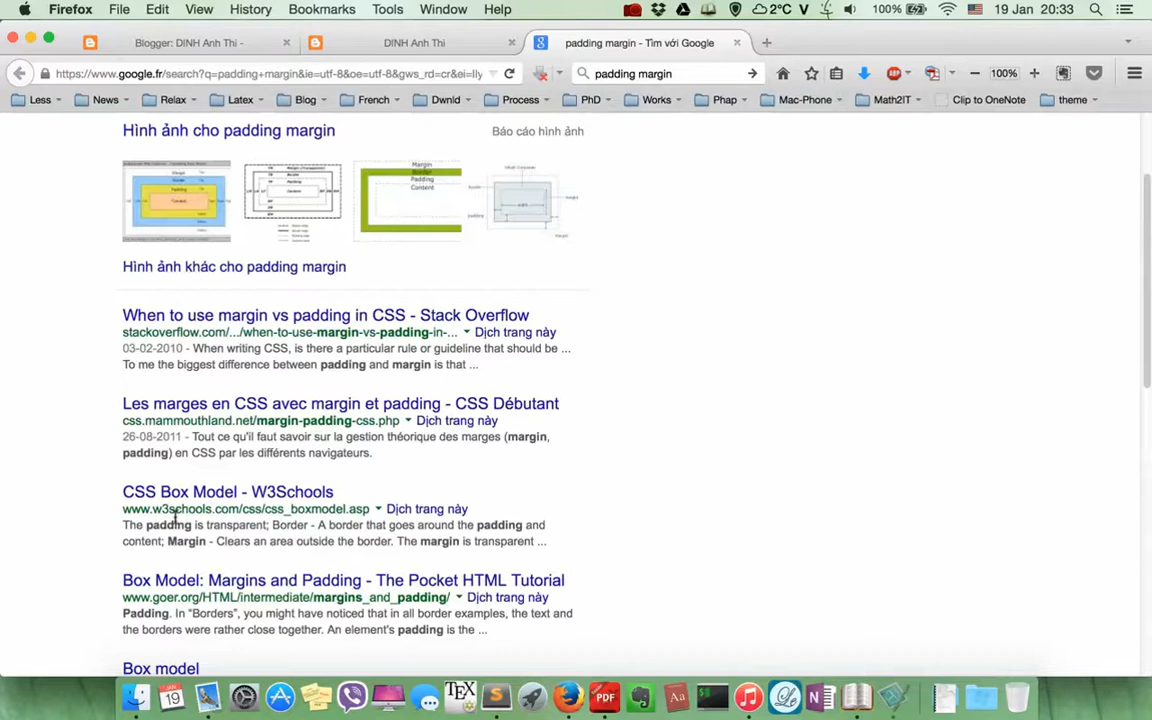 Firefox File Edit View History Bookmarks Tools Window Help 2°C V 100% 19 Jan 20:33
Blogger: DINH Anh Thi - × DINH Anh Thi × padding margin - Tìm với Google × +
https://www.google.fr/search?q=padding+margin&ie=utf-8&oe=utf-8&gws_rd=cr&ei=Ily padding margin 100%
Less News Relax Latex Blog French Dwnld Process PhD Works Phap Mac-Phone Math2IT Clip to OneNote theme
Hình ảnh cho padding margin Báo cáo hình ảnh
Margin
Border
Padding
Content
Hình ảnh khác cho padding margin
When to use margin vs padding in CSS - Stack Overflow
stackoverflow.com/.../when-to-use-margin-vs-padding-in-... Dịch trang này
03-02-2010 - When writing CSS, is there a particular rule or guideline that should be ...
To me the biggest difference between padding and margin is that ...
Les marges en CSS avec margin et padding - CSS Débutant
css.mammouthland.net/margin-padding-css.php Dịch trang này
26-08-2011 - Tout ce qu'il faut savoir sur la gestion théorique des marges (margin,
padding) en CSS par les différents navigateurs.
CSS Box Model - W3Schools
www.w3schools.com/css/css_boxmodel.asp Dịch trang này
The padding is transparent; Border - A border that goes around the padding and
content; Margin - Clears an area outside the border. The margin is transparent ...
Box Model: Margins and Padding - The Pocket HTML Tutorial
www.goer.org/HTML/intermediate/margins_and_padding/ Dịch trang này
Padding. In “Borders”, you might have noticed that in all border examples, the text and
the borders were rather close together. An element's padding is the ...
Box model